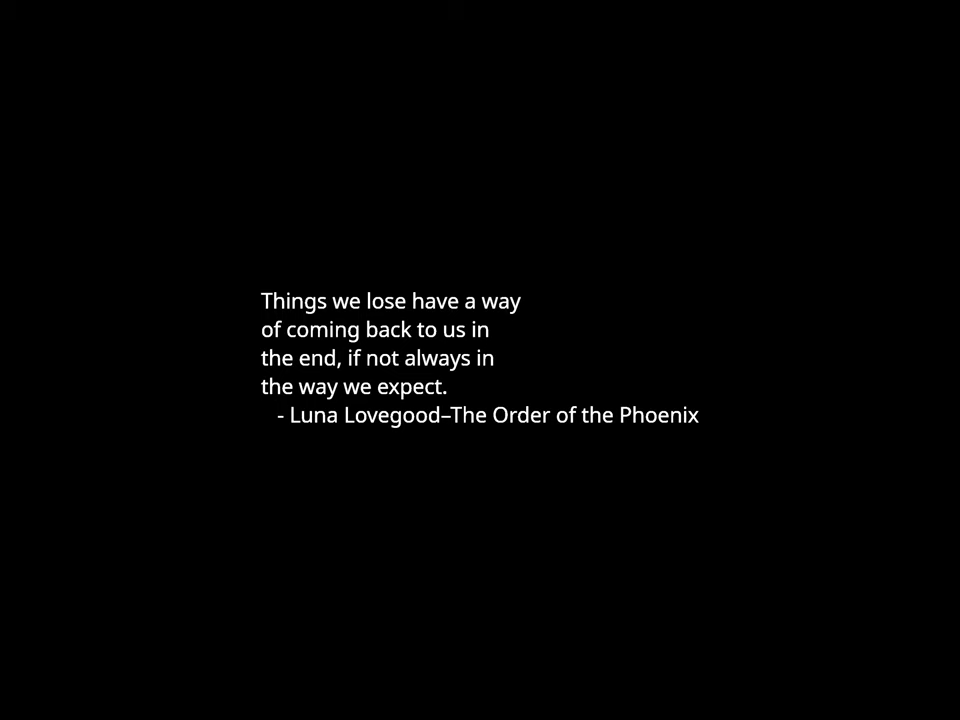 Things we lose have a way
of coming back to us in
the end, if not always in
the way we expect.
- Luna Lovegood–The Order of the Phoenix